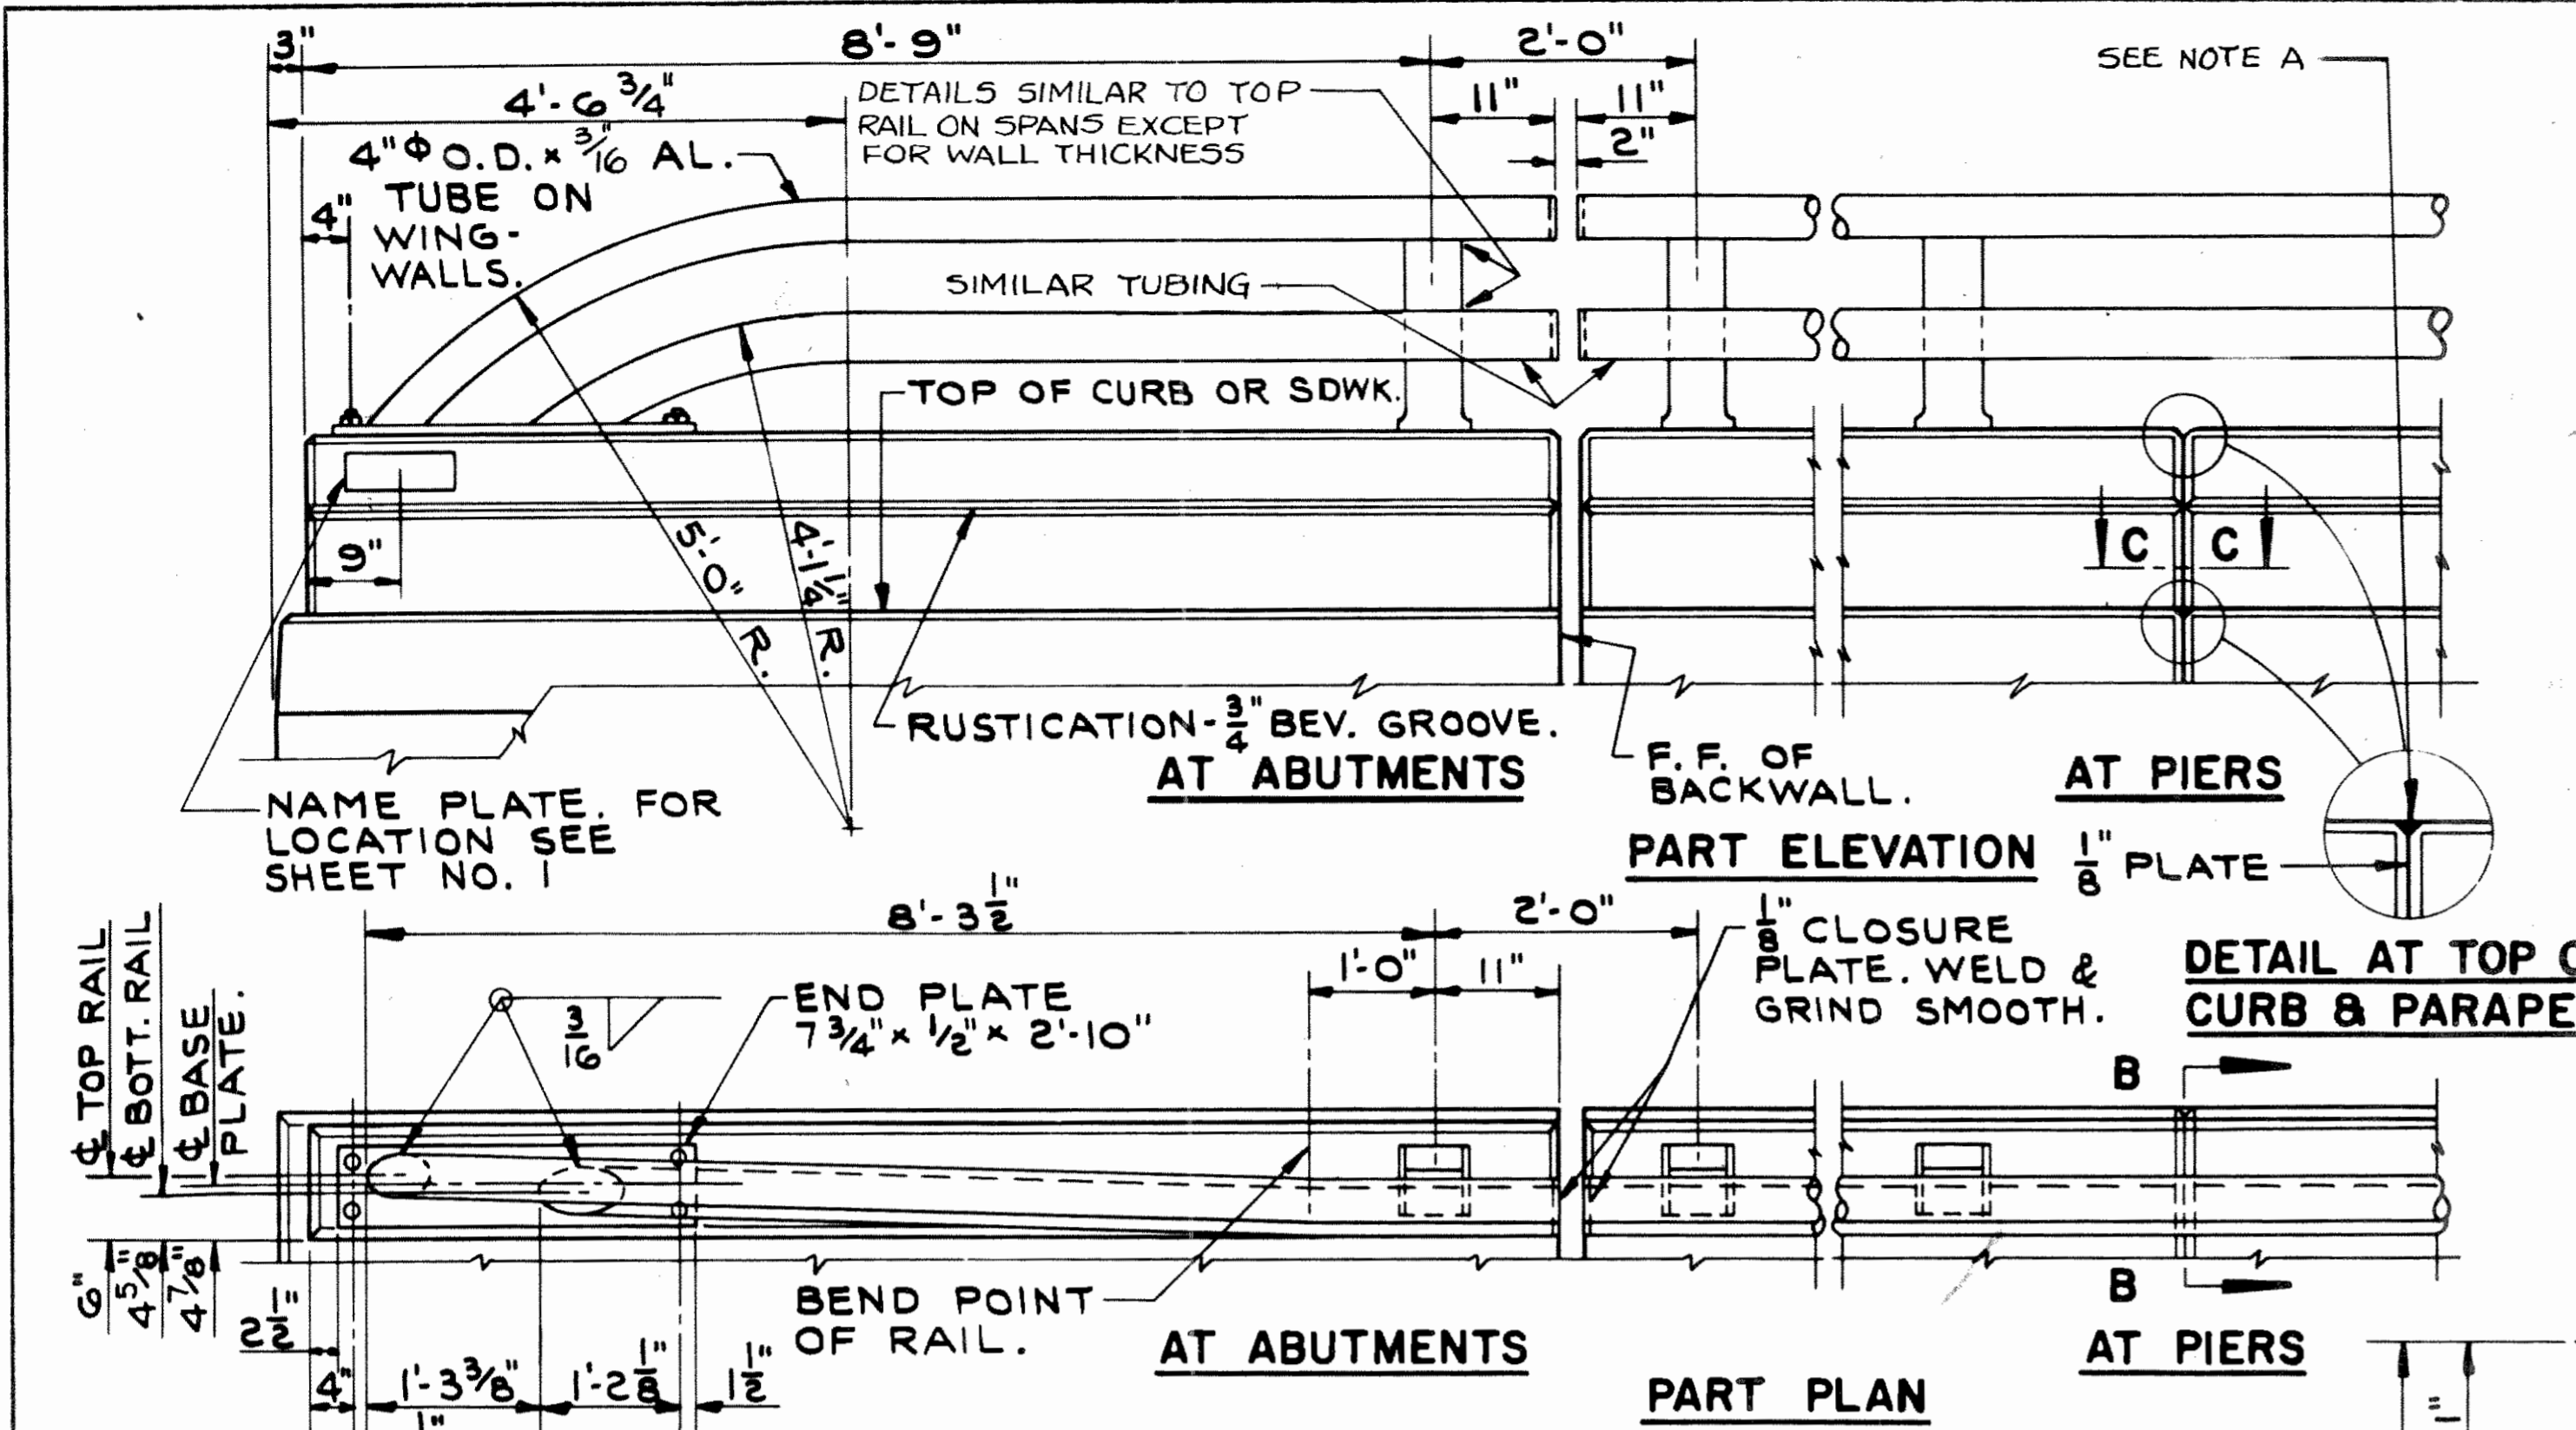 3" 8'-9" 2'-0"
SEE NOTE A
4'-6 3/4"
DETAILS SIMILAR TO TOP
RAIL ON SPANS EXCEPT
FOR WALL THICKNESS
11" 11"
2"
4"Φ O.D. x 3/16" AL.
TUBE ON
WING-
WALLS.
4"
SIMILAR TUBING
TOP OF CURB OR SDWK.
9"
5'-0" R.
4'-1 1/4" R.
C C
RUSTICATION-3/4" BEV. GROOVE.
AT ABUTMENTS
F.F. OF
BACKWALL.
AT PIERS
NAME PLATE. FOR
LOCATION SEE
SHEET NO. 1
PART ELEVATION
1/8" PLATE
8'-3 1/2" 2'-0"
1'-0" 11"
1/8" CLOSURE
PLATE. WELD &
GRIND SMOOTH.
DETAIL AT TOP
CURB & PARAPE
℄ TOP RAIL
℄ BOTT. RAIL
℄ BASE
PLATE.
3/16
END PLATE
7 3/4" x 1/2" x 2'-10"
B
6"
4 5/8"
4 7/8"
2 1/2"
BEND POINT
OF RAIL.
B
AT ABUTMENTS
AT PIERS
4" 1'-3 3/8" 1'-2 1/8" 1 1/2"
PART PLAN